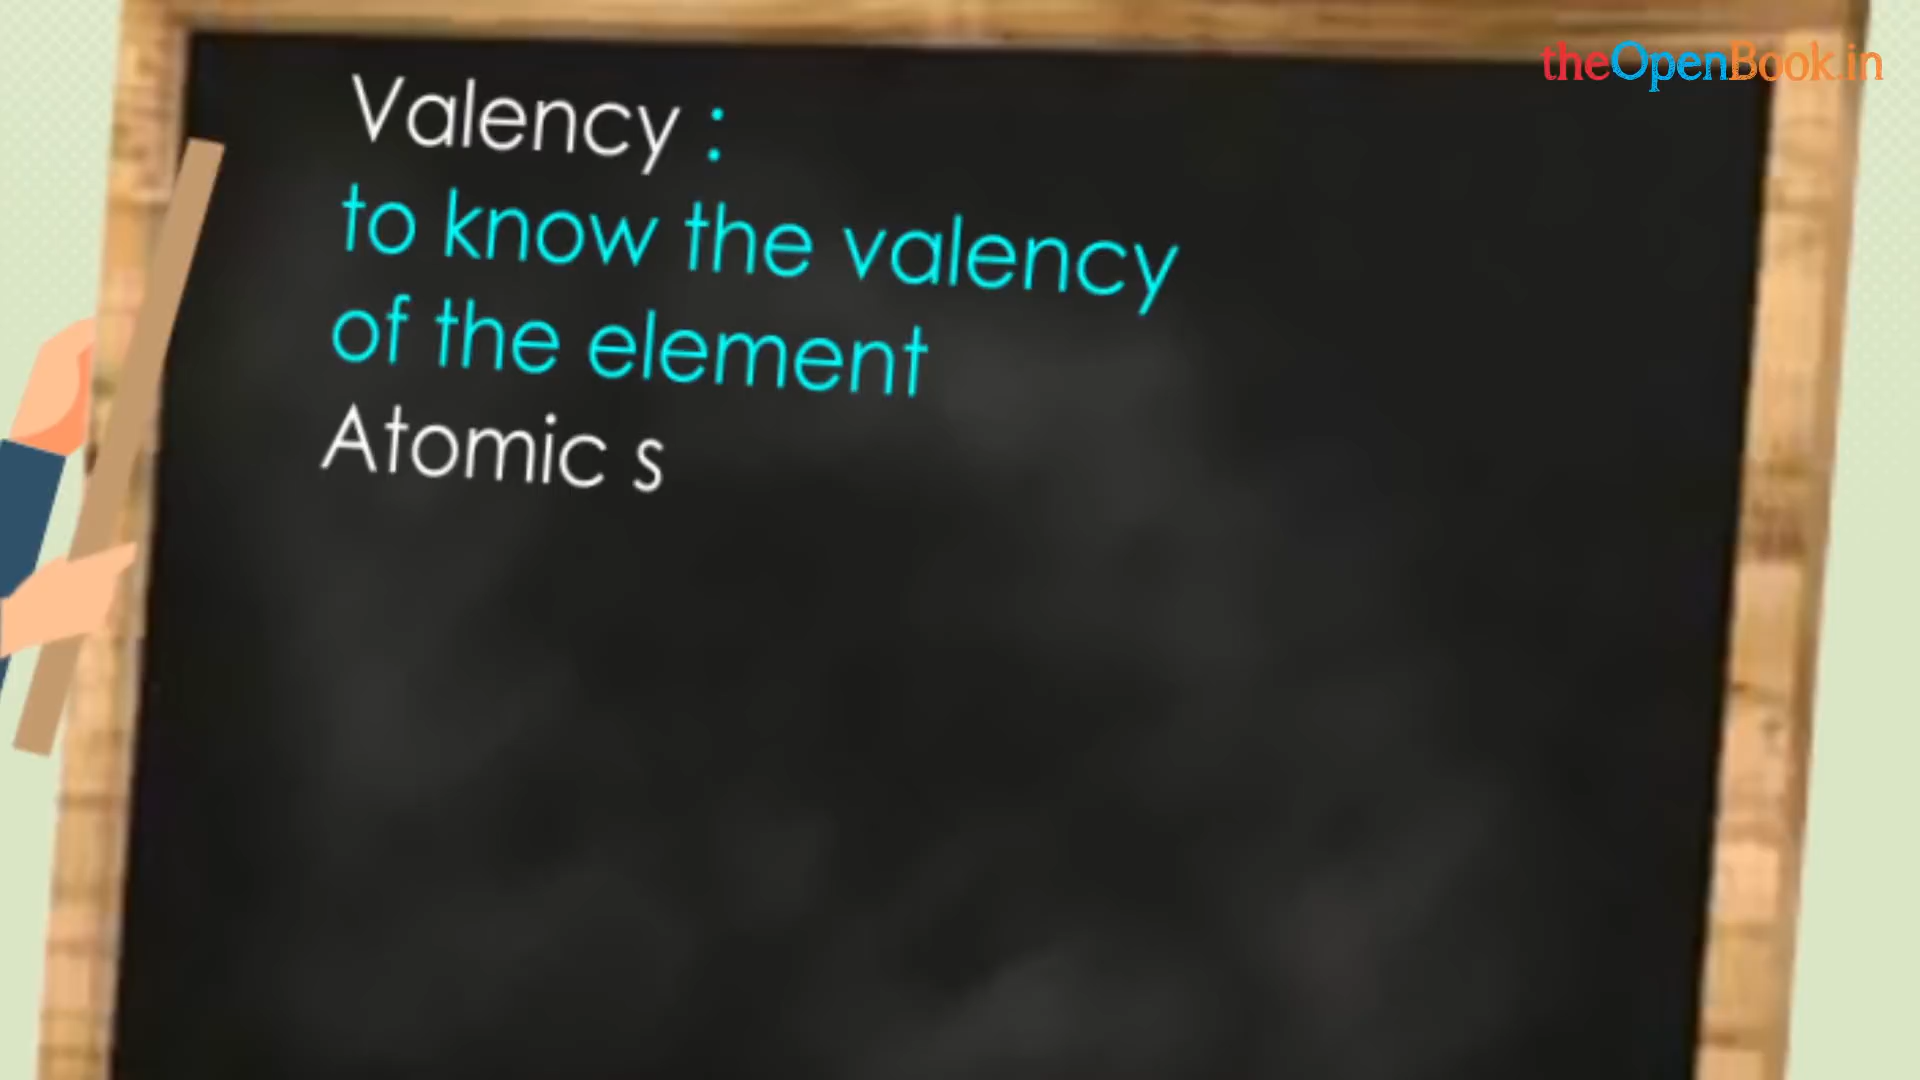 theOpenBook.in
Valency :
to know the valency
of the element
Atomic s